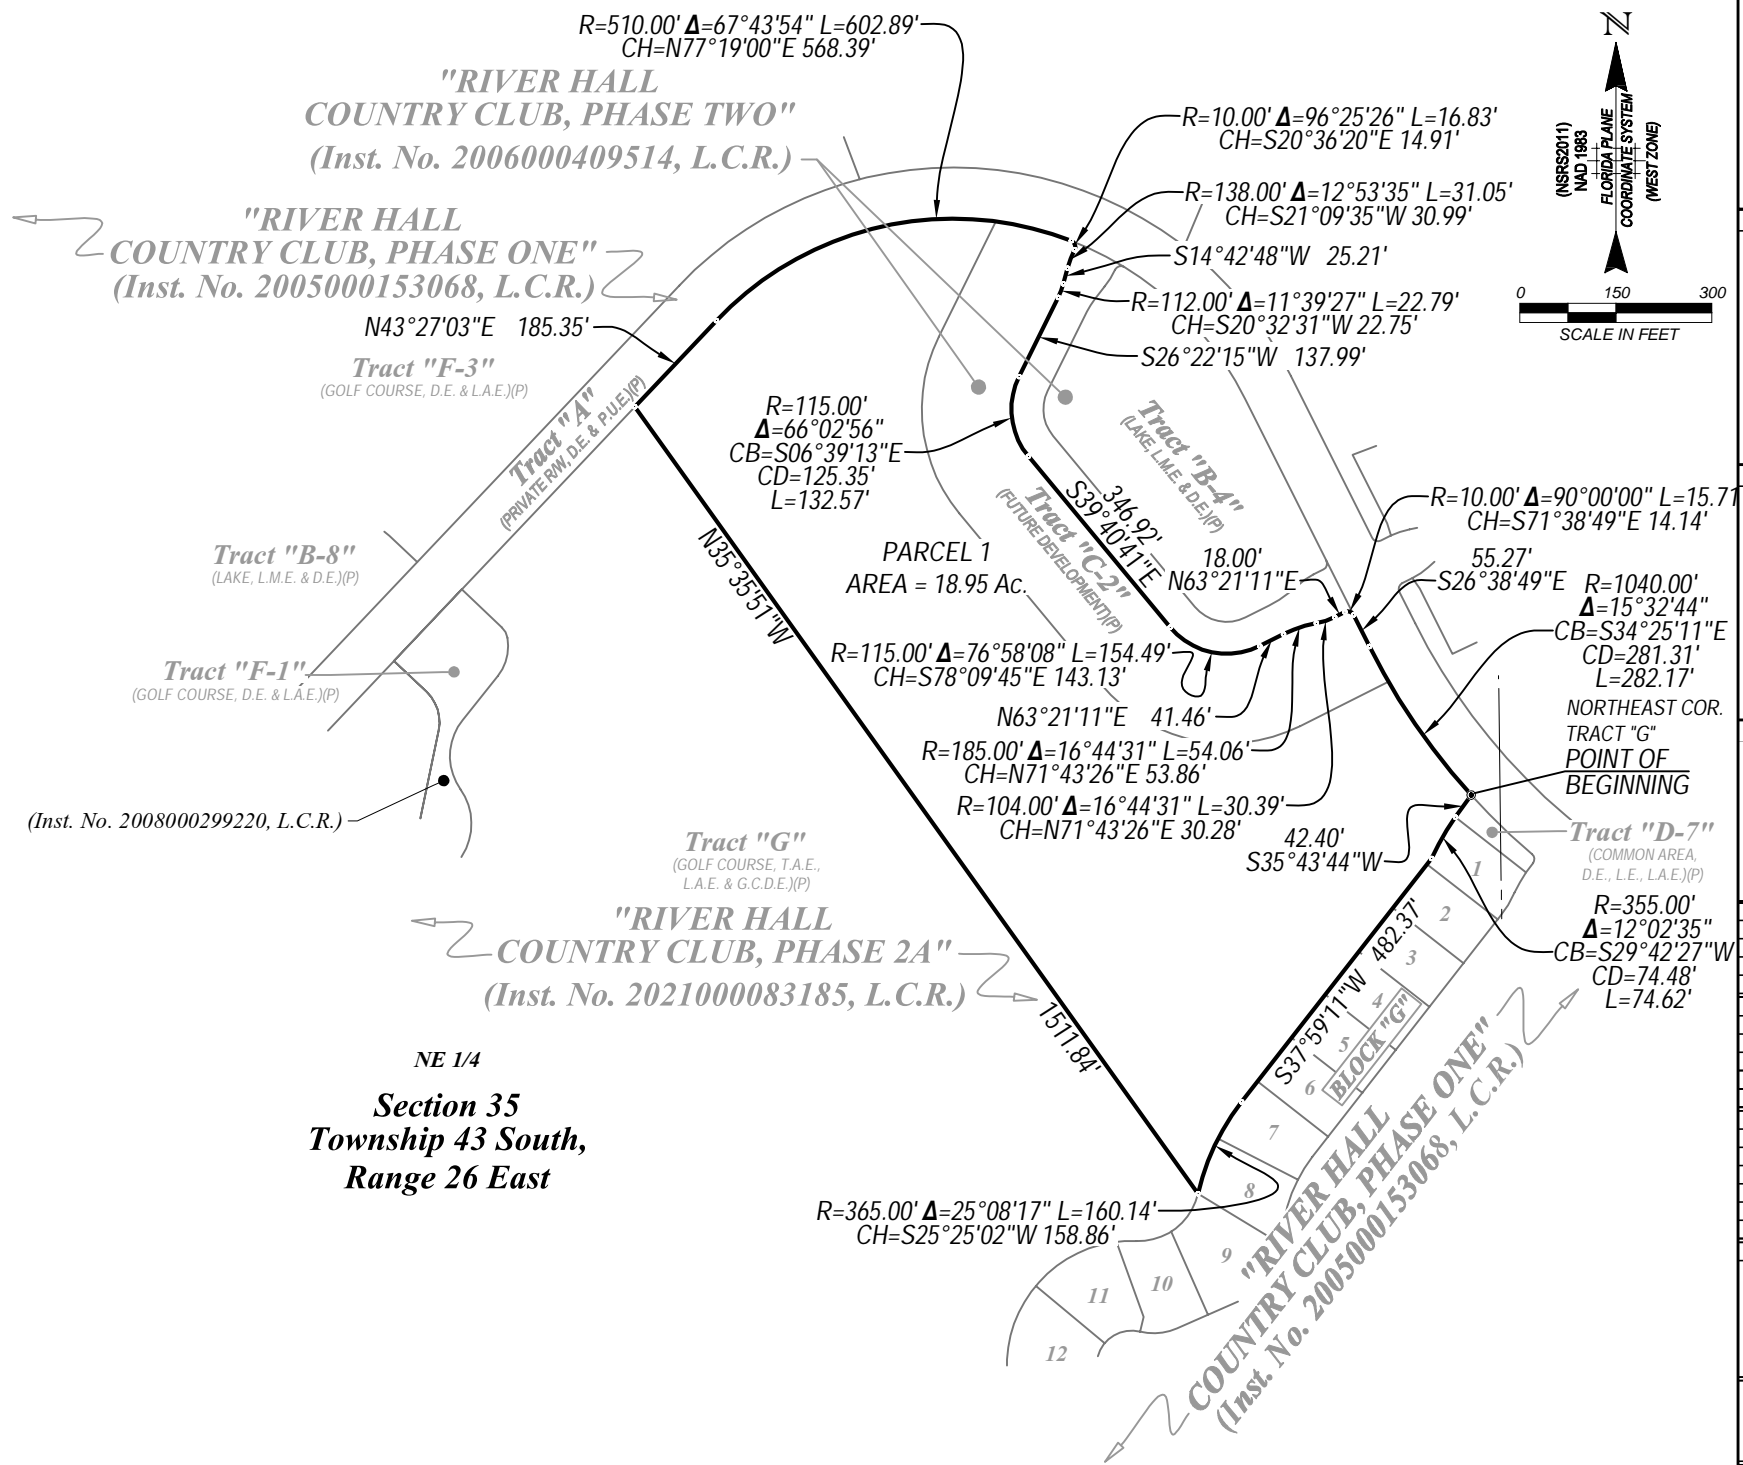 R=510.00' Δ=67°43'54" L=602.89'
CH=N77°19'00"E 568.39'
"RIVER HALL
COUNTRY CLUB, PHASE TWO"
(Inst. No. 2006000409514, L.C.R.)
N
(NSRS2011)
NAD 1983
FLORIDA PLANE
COORDINATE SYSTEM
(WEST ZONE)
0 150 300
SCALE IN FEET
R=10.00' Δ=96°25'26" L=16.83'
CH=S20°36'20"E 14.91'
R=138.00' Δ=12°53'35" L=31.05'
CH=S21°09'35"W 30.99'
S14°42'48"W 25.21'
R=112.00' Δ=11°39'27" L=22.79'
CH=S20°32'31"W 22.75'
S26°22'15"W 137.99'
"RIVER HALL
COUNTRY CLUB, PHASE ONE"
(Inst. No. 2005000153068, L.C.R.)
N43°27'03"E 185.35'
Tract "F-3"
(GOLF COURSE, D.E. & L.A.E.)(P)
Tract "A"
(PRIVATE R/W, D.E. & P.U.E.)(P)
R=115.00'
Δ=66°02'56"
CB=S06°39'13"E
CD=125.35'
L=132.57'
Tract "B-4"
(LAKE, L.M.E & D.E.)(P)
346.92'
S39°40'41"E
Tract "C-2"
(FUTURE DEVELOPMENT)(P)
R=10.00' Δ=90°00'00" L=15.71
CH=S71°38'49"E 14.14'
18.00'
N63°21'11"E
55.27'
S26°38'49"E
R=1040.00'
Δ=15°32'44"
CB=S34°25'11"E
CD=281.31'
L=282.17'
PARCEL 1
AREA = 18.95 Ac.
Tract "B-8"
(LAKE, L.M.E. & D.E.)(P)
N35°35'51"W
1511.84'
R=115.00' Δ=76°58'08" L=154.49'
CH=S78°09'45"E 143.13'
Tract "F-1"
(GOLF COURSE, D.E. & L.A.E.)(P)
N63°21'11"E 41.46'
NORTHEAST COR.
TRACT "G"
POINT OF
BEGINNING
R=185.00' Δ=16°44'31" L=54.06'
CH=N71°43'26"E 53.86'
R=104.00' Δ=16°44'31" L=30.39'
CH=N71°43'26"E 30.28'
(Inst. No. 2008000299220, L.C.R.)
42.40'
S35°43'44"W
Tract "D-7"
(COMMON AREA,
D.E., L.E., L.A.E.)(P)
Tract "G"
(GOLF COURSE, T.A.E.,
L.A.E. & G.C.D.E.)(P)
R=355.00'
Δ=12°02'35"
CB=S29°42'27"W
CD=74.48'
L=74.62'
"RIVER HALL
COUNTRY CLUB, PHASE 2A"
(Inst. No. 2021000083185, L.C.R.)
S37°59'11"W 482.37'
1
2
3
4
5
6
BLOCK "G"
7
8
9
10
11
12
NE 1/4
Section 35
Township 43 South,
Range 26 East
R=365.00' Δ=25°08'17" L=160.14'
CH=S25°25'02"W 158.86'
"RIVER HALL
COUNTRY CLUB, PHASE ONE"
(Inst. No. 2005000153068, L.C.R.)